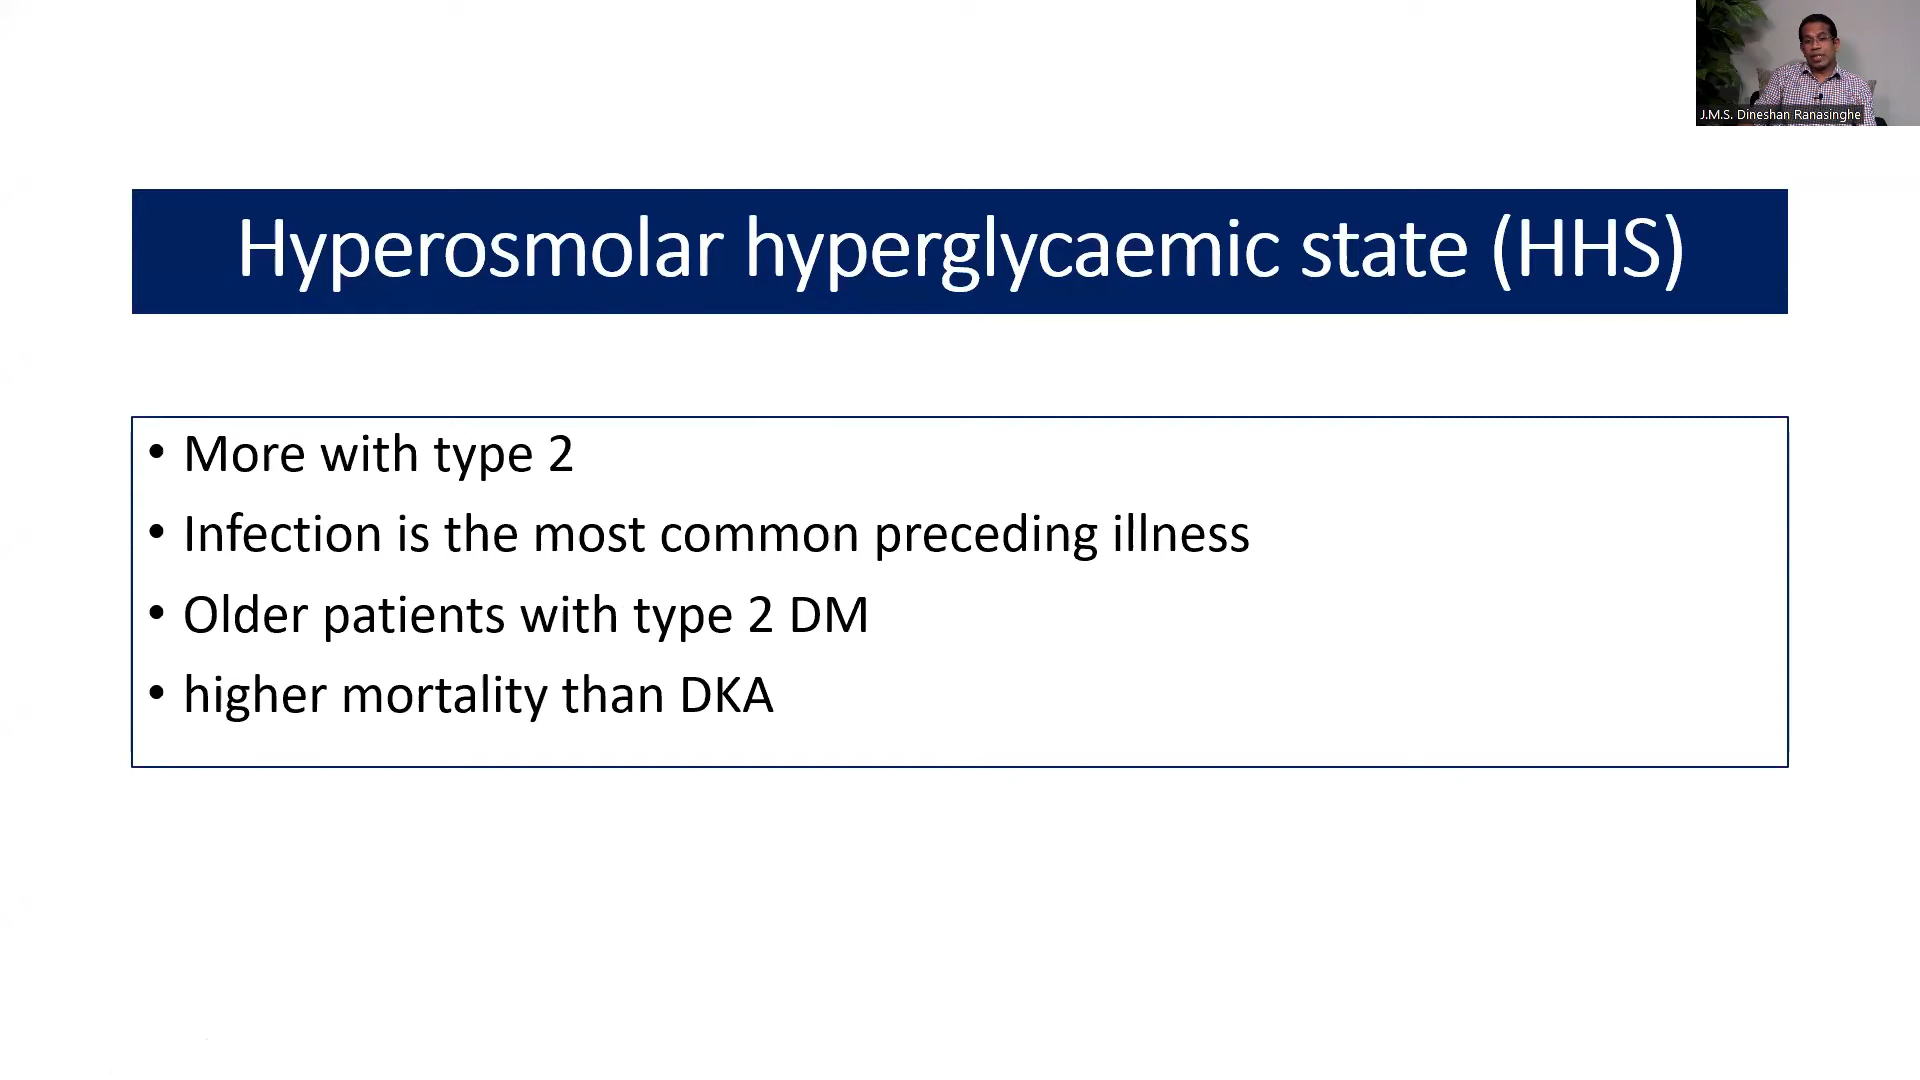 J.M.S. Dineshan Ranasinghe
Hyperosmolar hyperglycaemic state (HHS)
• More with type 2
• Infection is the most common preceding illness
• Older patients with type 2 DM
• higher mortality than DKA